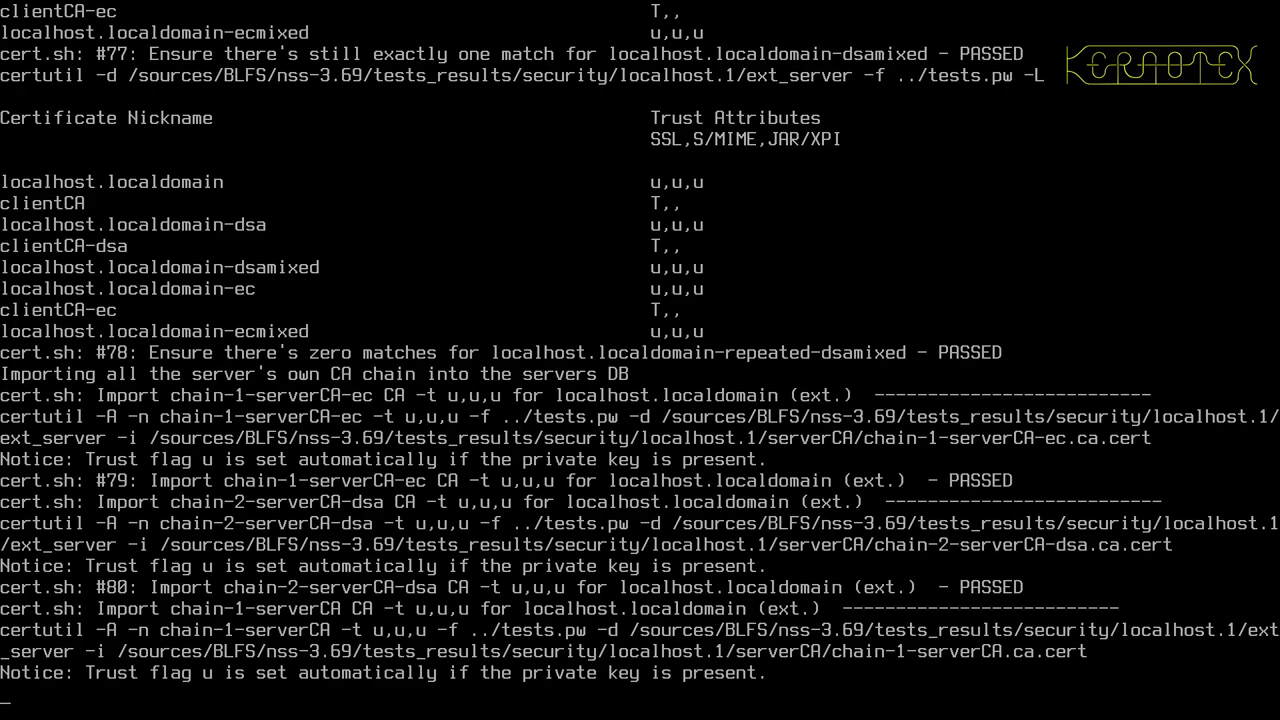 clientCA-ec T,,
localhost.localdomain-ecmixed u,u,u
cert.sh: #77: Ensure there's still exactly one match for localhost.localdomain-dsamixed - PASSED
certutil -d /sources/BLFS/nss-3.69/tests_results/security/localhost.1/ext_server -f ../tests.pw -L
KERAOTEX
Certificate Nickname Trust Attributes
SSL,S/MIME,JAR/XPI
localhost.localdomain u,u,u
clientCA T,,
localhost.localdomain-dsa u,u,u
clientCA-dsa T,,
localhost.localdomain-dsamixed u,u,u
localhost.localdomain-ec u,u,u
clientCA-ec T,,
localhost.localdomain-ecmixed u,u,u
cert.sh: #78: Ensure there's zero matches for localhost.localdomain-repeated-dsamixed - PASSED
Importing all the server's own CA chain into the servers DB
cert.sh: Import chain-1-serverCA-ec CA -t u,u,u for localhost.localdomain (ext.) --------------------------
certutil -A -n chain-1-serverCA-ec -t u,u,u -f ../tests.pw -d /sources/BLFS/nss-3.69/tests_results/security/localhost.1/
ext_server -i /sources/BLFS/nss-3.69/tests_results/security/localhost.1/serverCA/chain-1-serverCA-ec.ca.cert
Notice: Trust flag u is set automatically if the private key is present.
cert.sh: #79: Import chain-1-serverCA-ec CA -t u,u,u for localhost.localdomain (ext.) - PASSED
cert.sh: Import chain-2-serverCA-dsa CA -t u,u,u for localhost.localdomain (ext.) --------------------------
certutil -A -n chain-2-serverCA-dsa -t u,u,u -f ../tests.pw -d /sources/BLFS/nss-3.69/tests_results/security/localhost.1
/ext_server -i /sources/BLFS/nss-3.69/tests_results/security/localhost.1/serverCA/chain-2-serverCA-dsa.ca.cert
Notice: Trust flag u is set automatically if the private key is present.
cert.sh: #80: Import chain-2-serverCA-dsa CA -t u,u,u for localhost.localdomain (ext.) - PASSED
cert.sh: Import chain-1-serverCA CA -t u,u,u for localhost.localdomain (ext.) --------------------------
certutil -A -n chain-1-serverCA -t u,u,u -f ../tests.pw -d /sources/BLFS/nss-3.69/tests_results/security/localhost.1/ext
_server -i /sources/BLFS/nss-3.69/tests_results/security/localhost.1/serverCA/chain-1-serverCA.ca.cert
Notice: Trust flag u is set automatically if the private key is present.
_